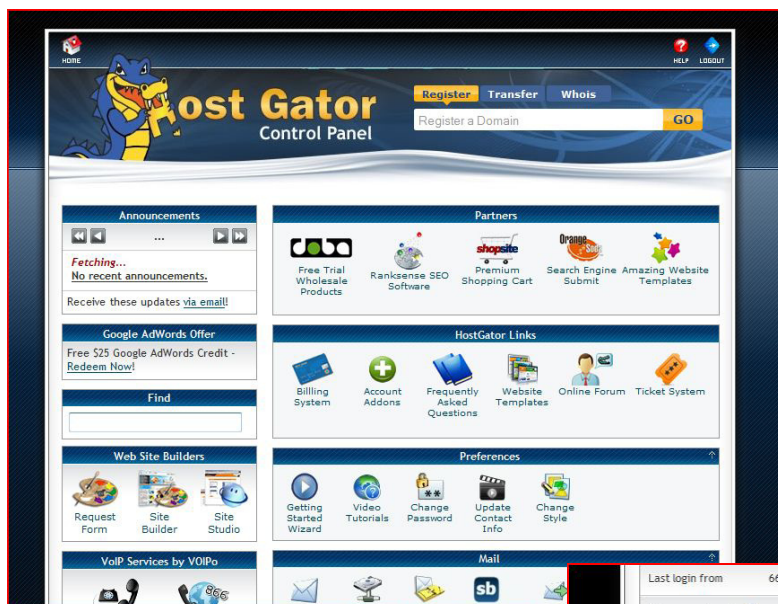 HOME
HELP LOGOUT
Host Gator
Control Panel
Register Transfer Whois
Register a Domain GO
Announcements
...
Fetching...
No recent announcements.
Receive these updates via email!
Google AdWords Offer
Free $25 Google AdWords Credit -
Redeem Now!
Find
Web Site Builders
Request Form
Site Builder
Site Studio
VoIP Services by VOIPo
866
Partners
doba
shopsite
Orange Soda
Free Trial Wholesale Products
Ranksense SEO Software
Premium Shopping Cart
Search Engine Submit
Amazing Website Templates
HostGator Links
Billling System
Account Addons
Frequently Asked Questions
Website Templates
Online Forum
Ticket System
Preferences
**
Getting Started Wizard
Video Tutorials
Change Password
Update Contact Info
Change Style
Mail
sb
Last login from 66